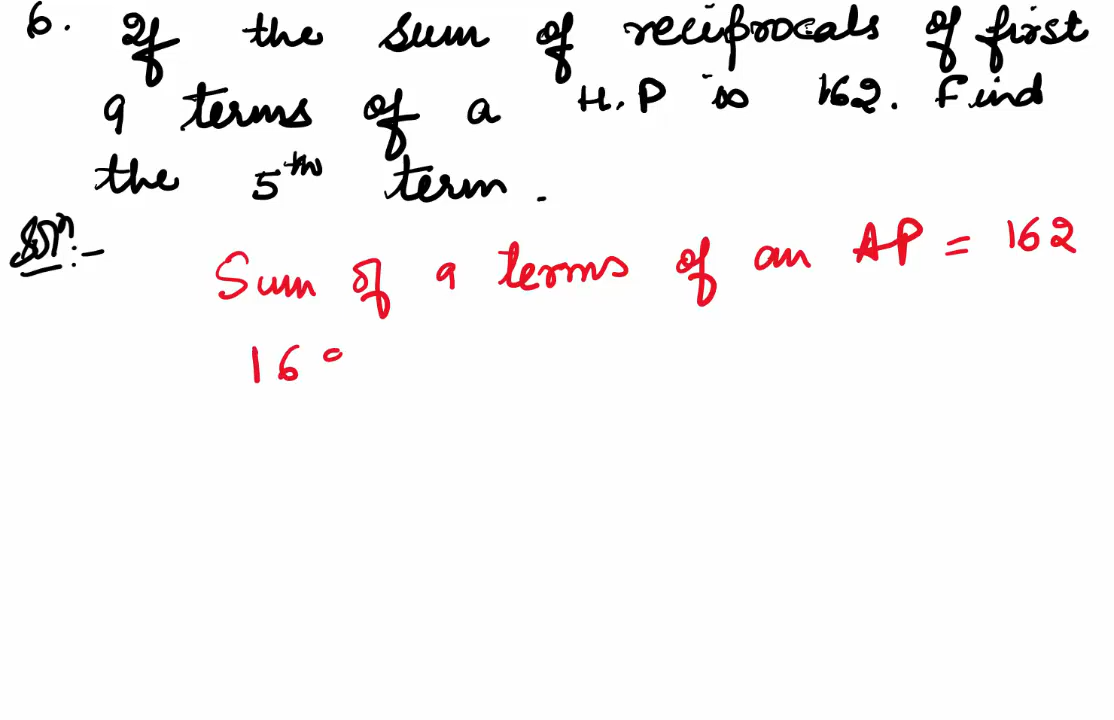 6. If the sum of reciprocals of first
9 terms of a H.P is 162. Find
the 5th term.
Soln:-
Sum of 9 terms of an AP = 162
16